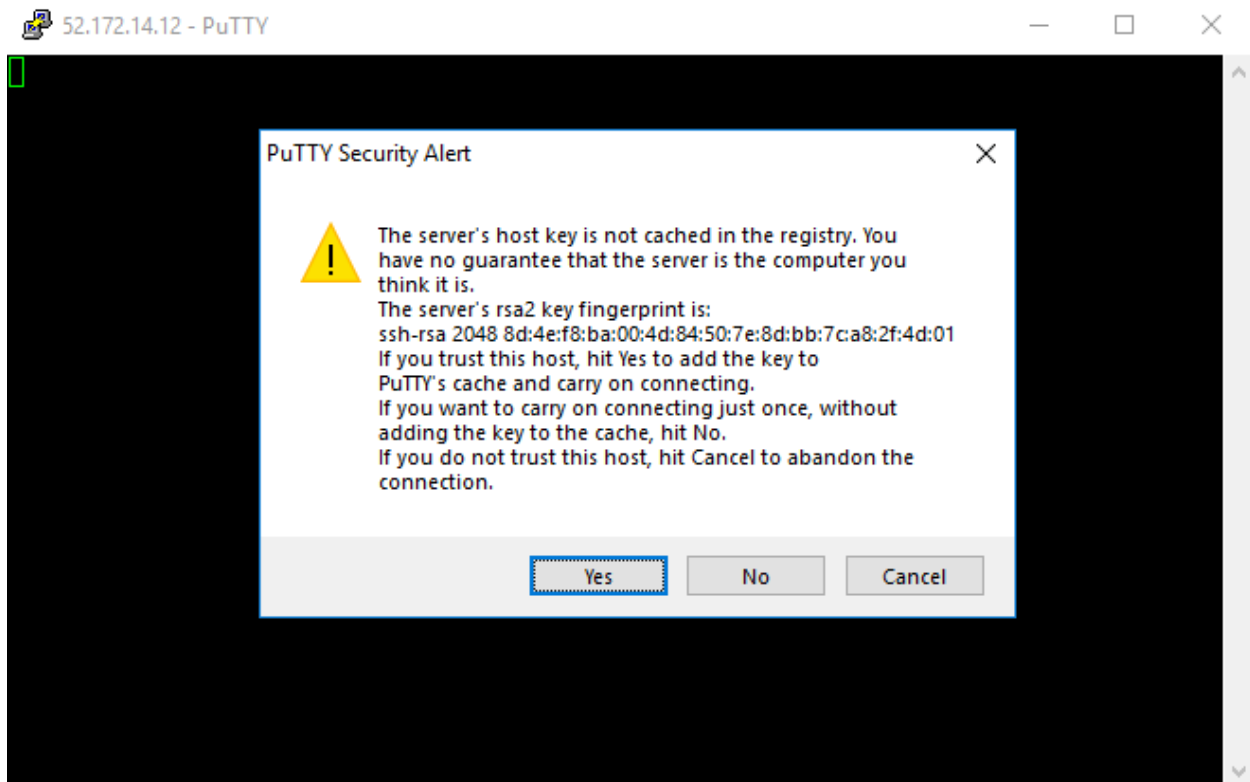 52.172.14.12 - PuTTY
PuTTY Security Alert
The server's host key is not cached in the registry. You
have no guarantee that the server is the computer you
think it is.
The server's rsa2 key fingerprint is:
ssh-rsa 2048 8d:4e:f8:ba:00:4d:84:50:7e:8d:bb:7c:a8:2f:4d:01
If you trust this host, hit Yes to add the key to
PuTTY's cache and carry on connecting.
If you want to carry on connecting just once, without
adding the key to the cache, hit No.
If you do not trust this host, hit Cancel to abandon the
connection.
Yes No Cancel